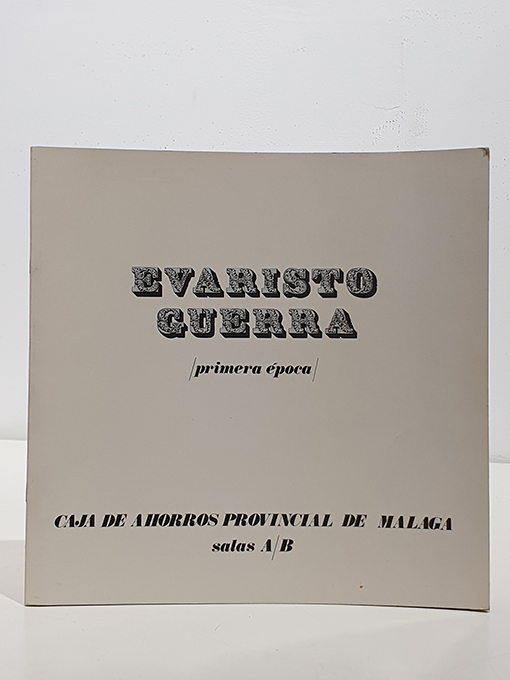 EVARISTO
GUERRA
/primera época/
CAJA DE AHORROS PROVINCIAL DE MALAGA
salas A/B